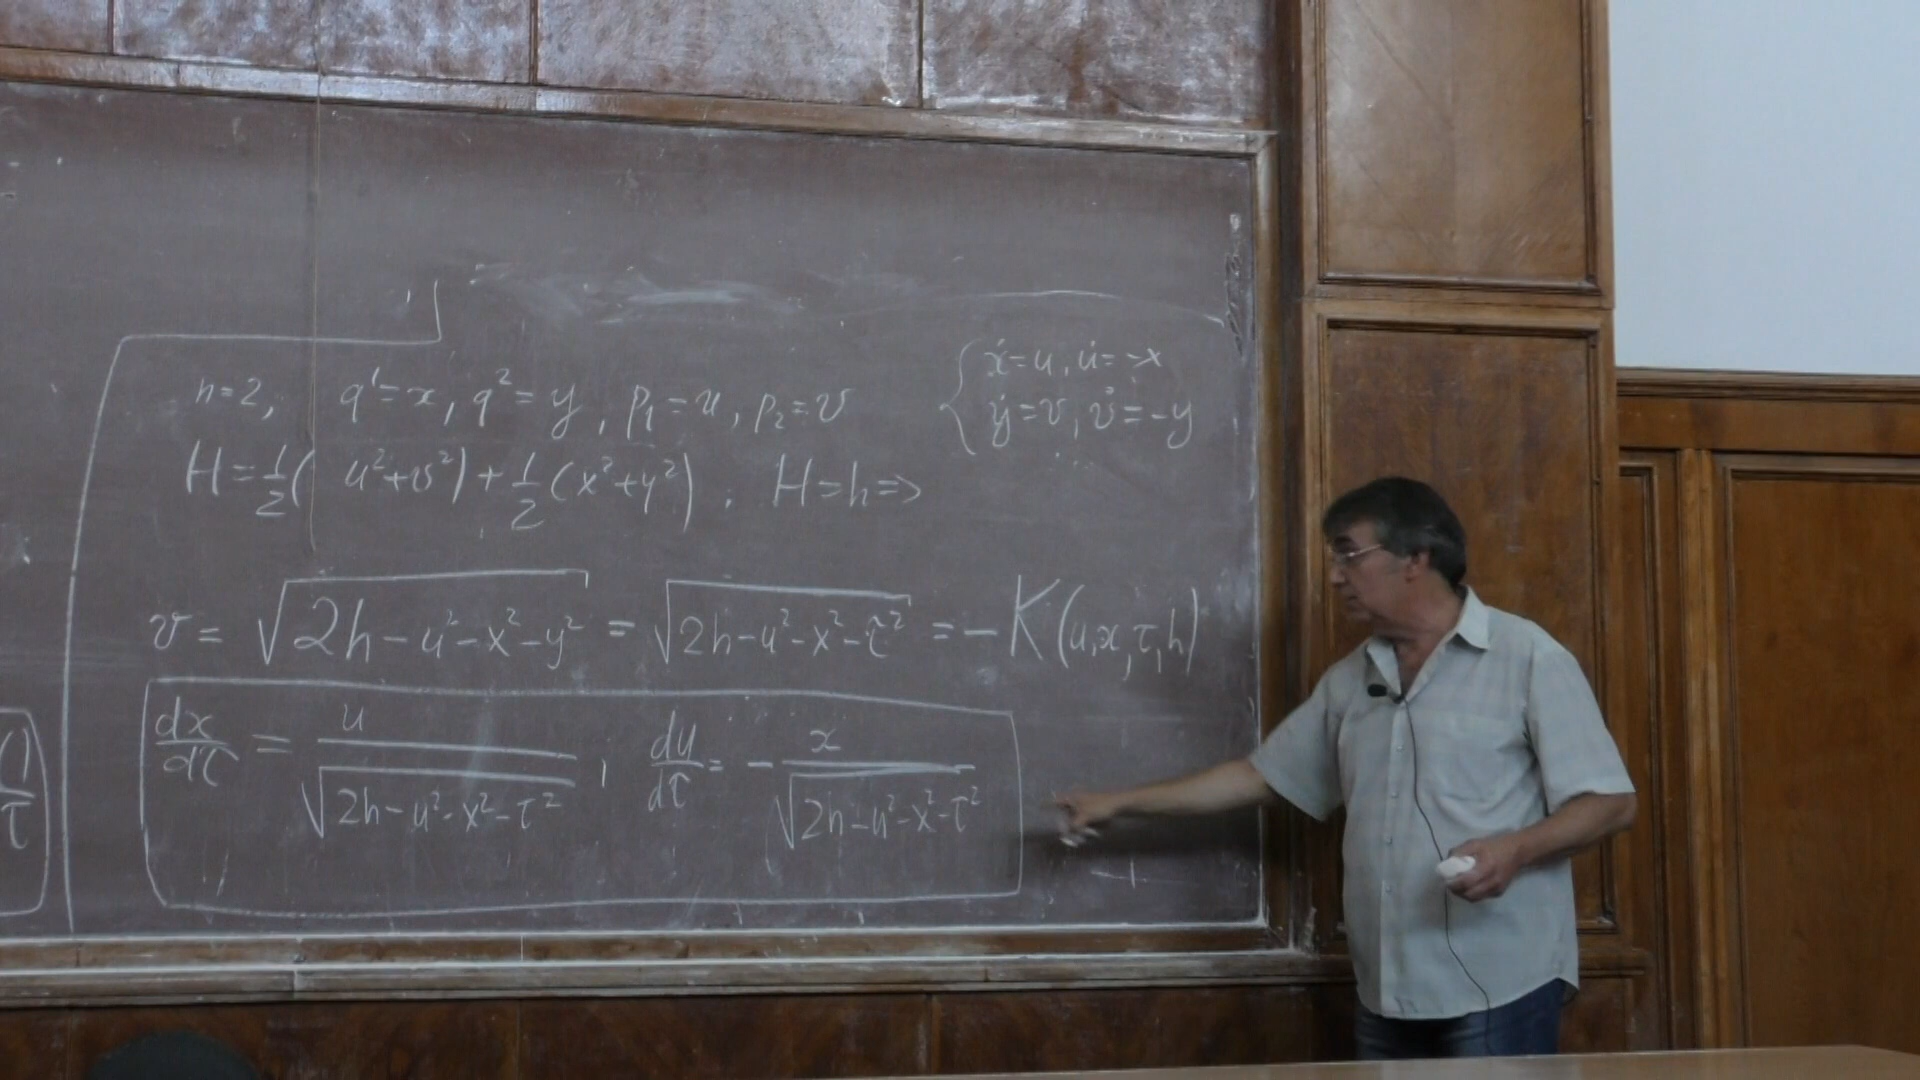 n=2, q¹=x, q²=y, p₁=u, p₂=v
{ẋ=u, u̇=-x
ẏ=v, v̇=-y
H=½(u²+v²)+½(x²+y²). H=h=>
v = √(2h-u²-x²-y²) = √(2h-u²-x²-τ²) = -K(u,x,τ,h)
dx/dτ = u/√(2h-u²-x²-τ²), du/dτ = -x/√(2h-u²-x²-τ²)